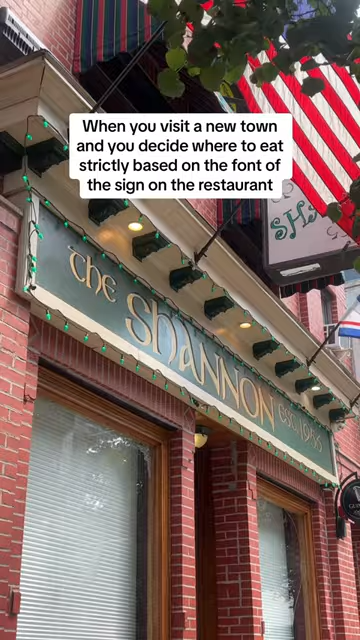 When you visit a new town
and you decide where to eat
strictly based on the font of
the sign on the restaurant
the SHANNON est. 1966